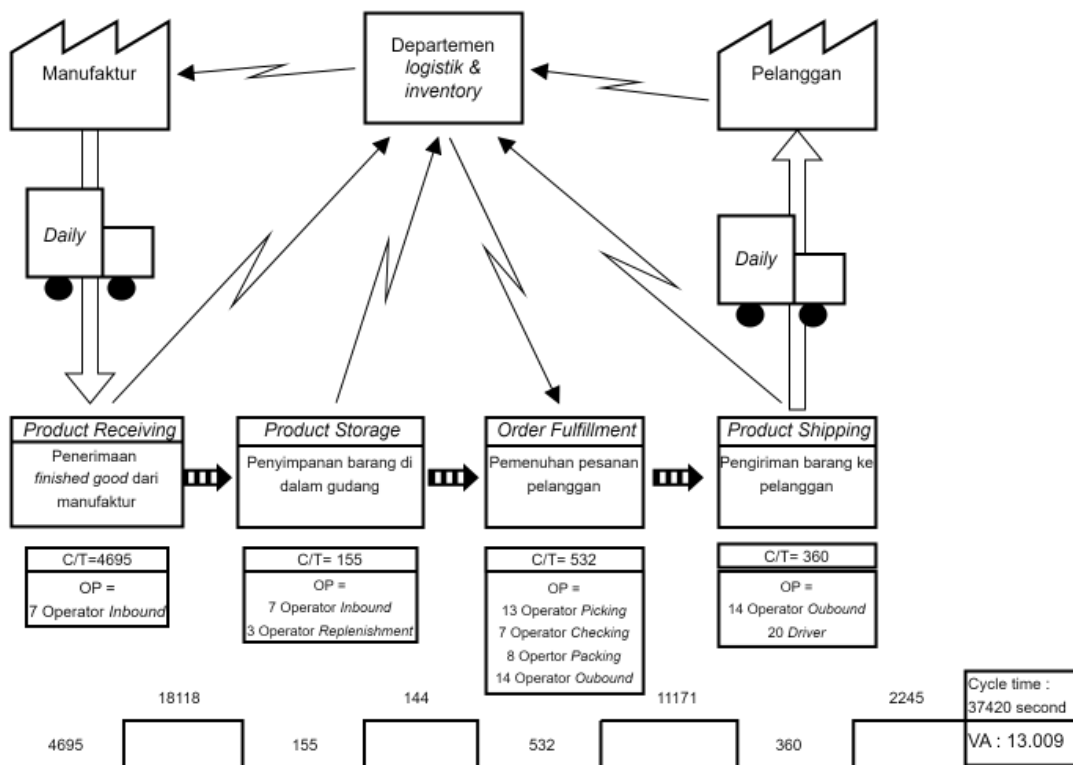 Manufaktur
Departemen
logistik &
inventory
Pelanggan
Daily
Daily
Product Receiving
Penerimaan
finished good dari
manufaktur
Product Storage
Penyimpanan barang di
dalam gudang
Order Fulfillment
Pemenuhan pesanan
pelanggan
Product Shipping
Pengiriman barang ke
pelanggan
C/T=4695
OP =
7 Operator Inbound
C/T= 155
OP =
7 Operator Inbound
3 Operator Replenishment
C/T= 532
OP =
13 Operator Picking
7 Operator Checking
8 Opertor Packing
14 Operator Oubound
C/T= 360
OP =
14 Operator Oubound
20 Driver
18118
144
11171
2245
4695
155
532
360
Cycle time :
37420 second
VA : 13.009